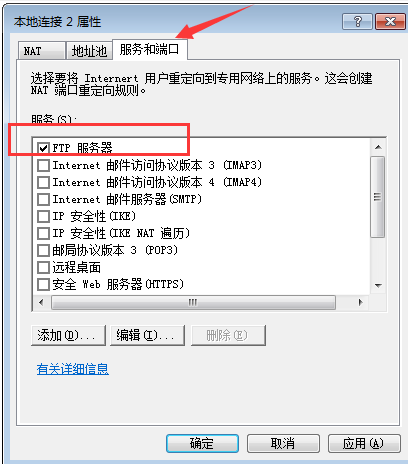 本地连接 2 属性
NAT 地址池 服务和端口
选择要将 Internert 用户重定向到专用网络上的服务。这会创建
NAT 端口重定向规则。
服务(S):
FTP 服务器
Internet 邮件访问协议版本 3 (IMAP3)
Internet 邮件访问协议版本 4 (IMAP4)
Internet 邮件服务器(SMTP)
IP 安全性(IKE)
IP 安全性(IKE NAT 遍历)
邮局协议版本 3 (POP3)
远程桌面
安全 Web 服务器(HTTPS)
添加(D)... 编辑(I)... 删除(E)
有关详细信息
确定 取消 应用(A)